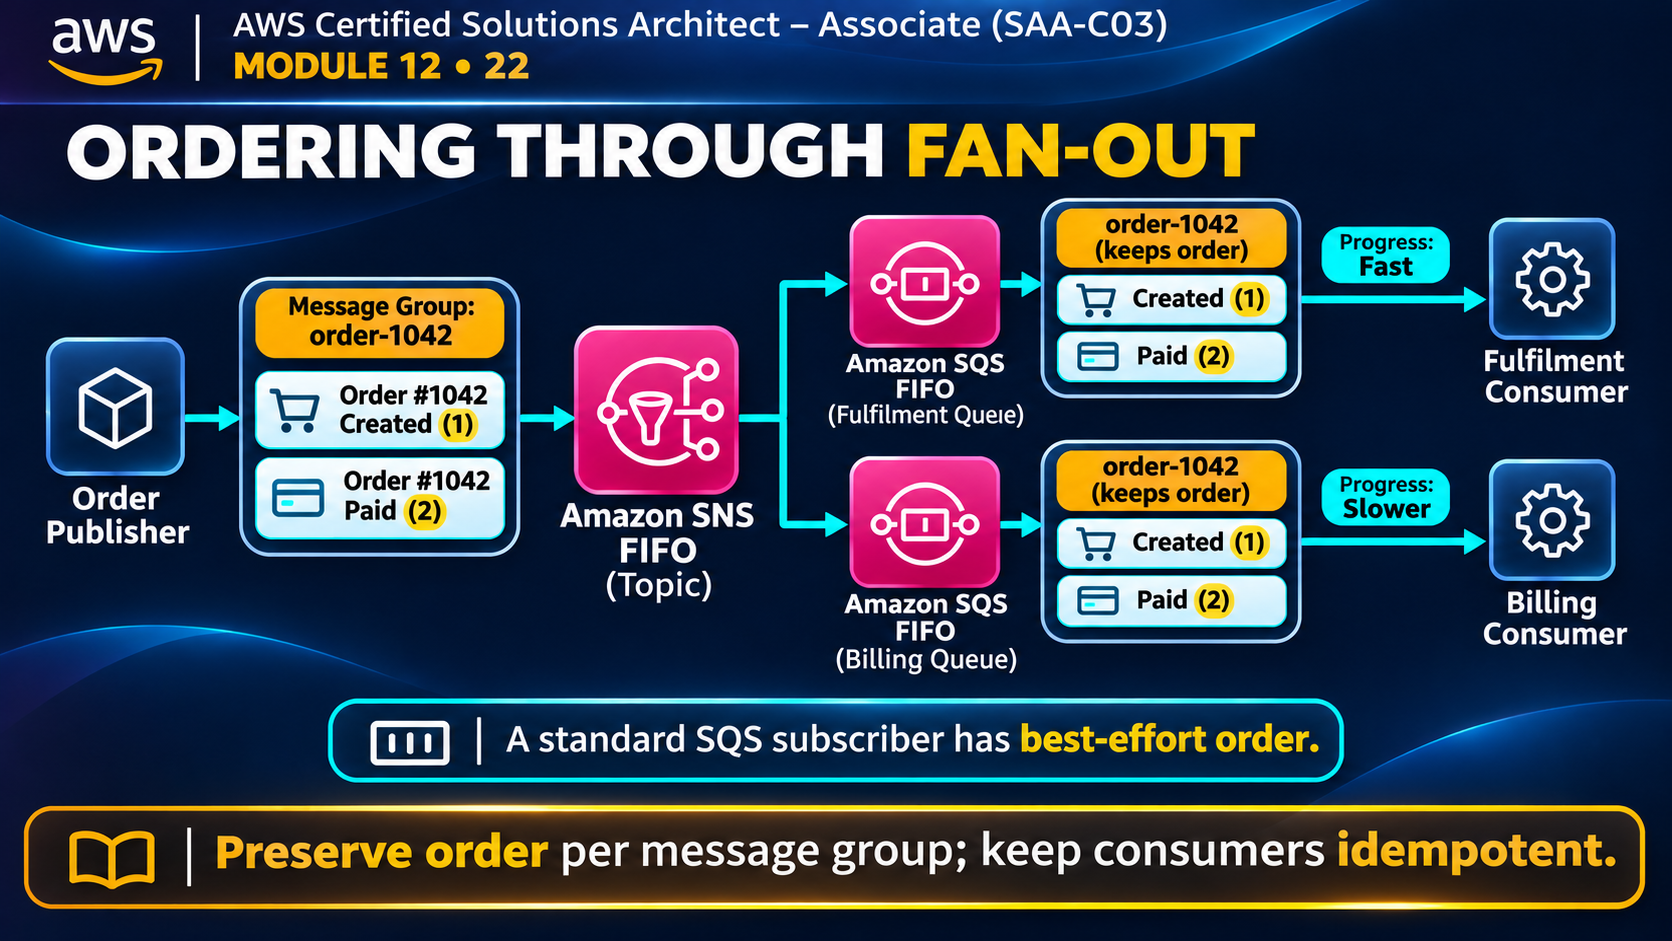 aws
AWS Certified Solutions Architect – Associate (SAA-C03)
MODULE 12 • 22
ORDERING THROUGH FAN-OUT
Order
Publisher
Message Group:
order-1042
Order #1042
Created (1)
Order #1042
Paid (2)
Amazon SNS
FIFO
(Topic)
Amazon SQS
FIFO
(Fulfilment Queue)
order-1042
(keeps order)
Created (1)
Paid (2)
Progress:
Fast
Fulfilment
Consumer
Amazon SQS
FIFO
(Billing Queue)
order-1042
(keeps order)
Created (1)
Paid (2)
Progress:
Slower
Billing
Consumer
A standard SQS subscriber has best-effort order.
Preserve order per message group; keep consumers idempotent.